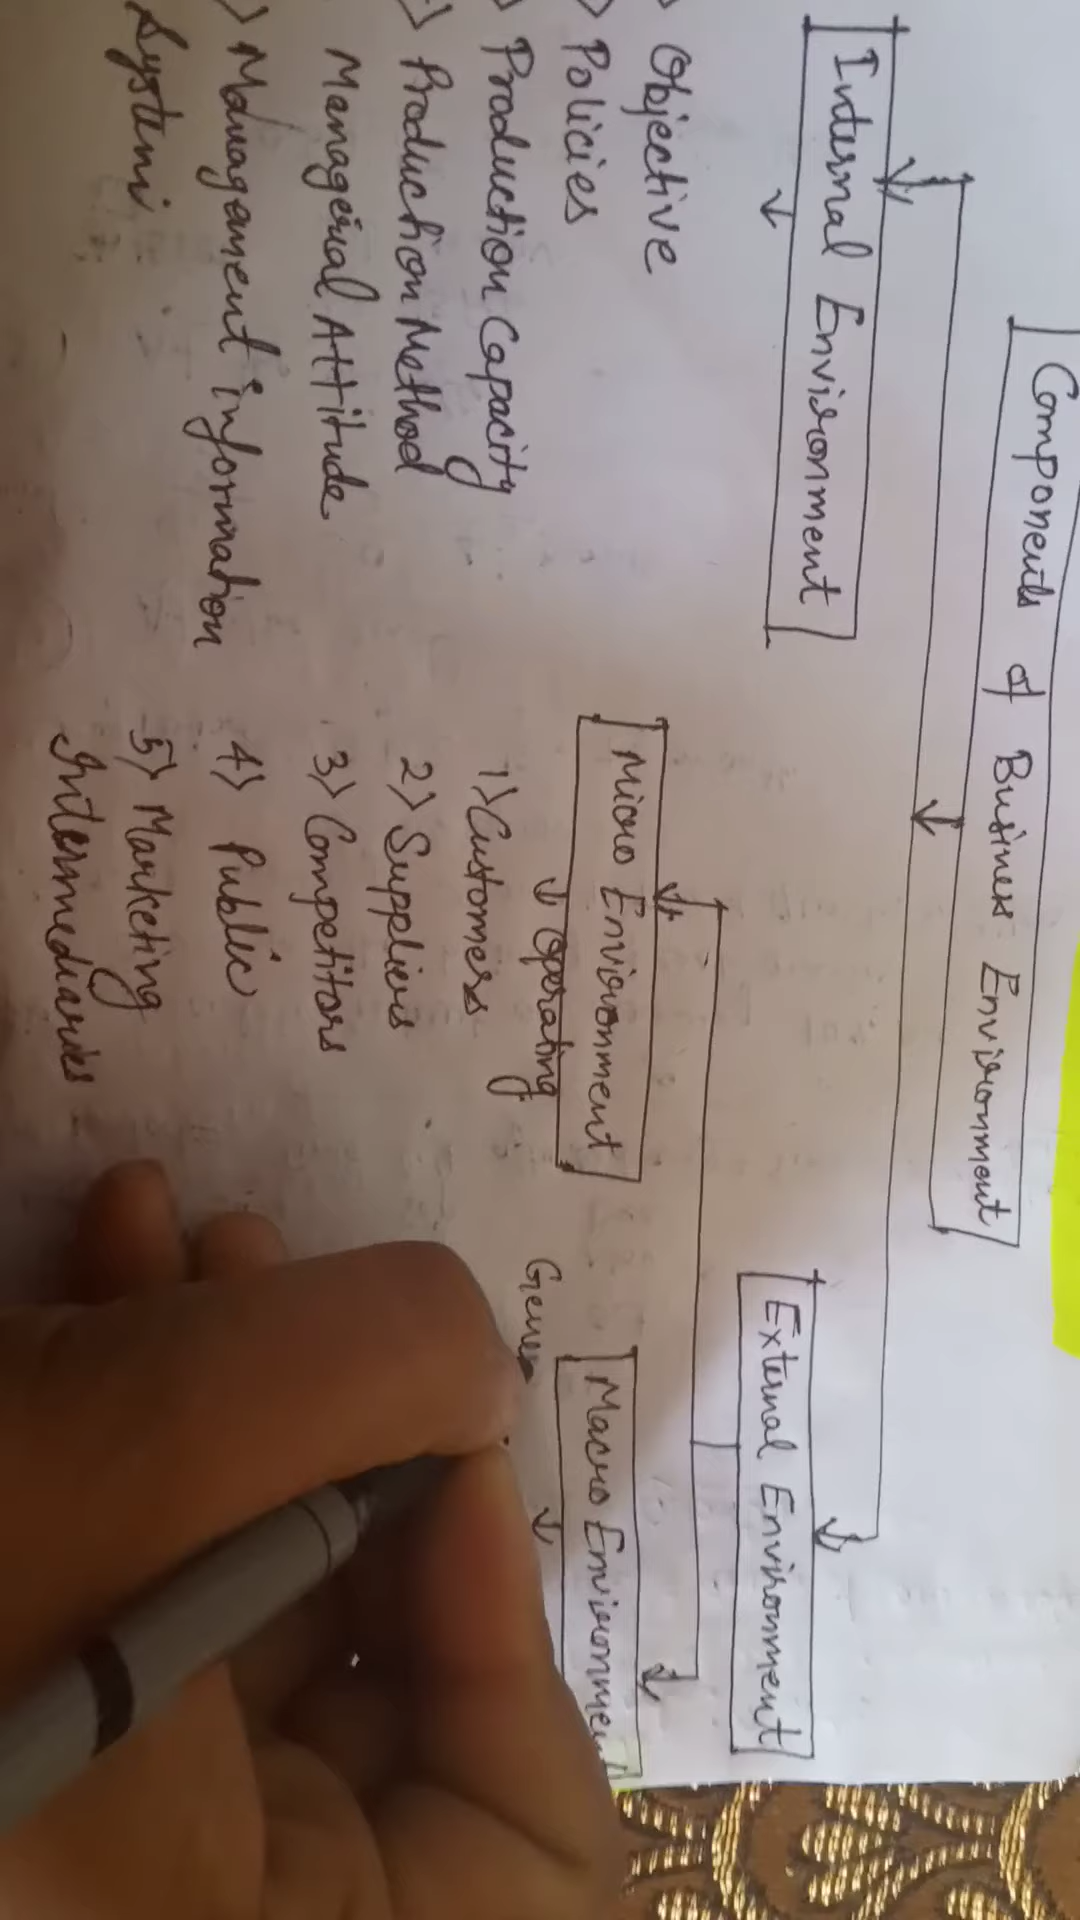 Components of Business Environment
Internal Environment
External Environment
> Objective
> Policies
> Production Capacity
> Production Method
Managerial Attitude
> Management information
System
Micro Environment
Operating
1> Customers
2> Suppliers
3> Competitors
4> Public
5> Marketing
Intermediaries
Macro Environment
Gener